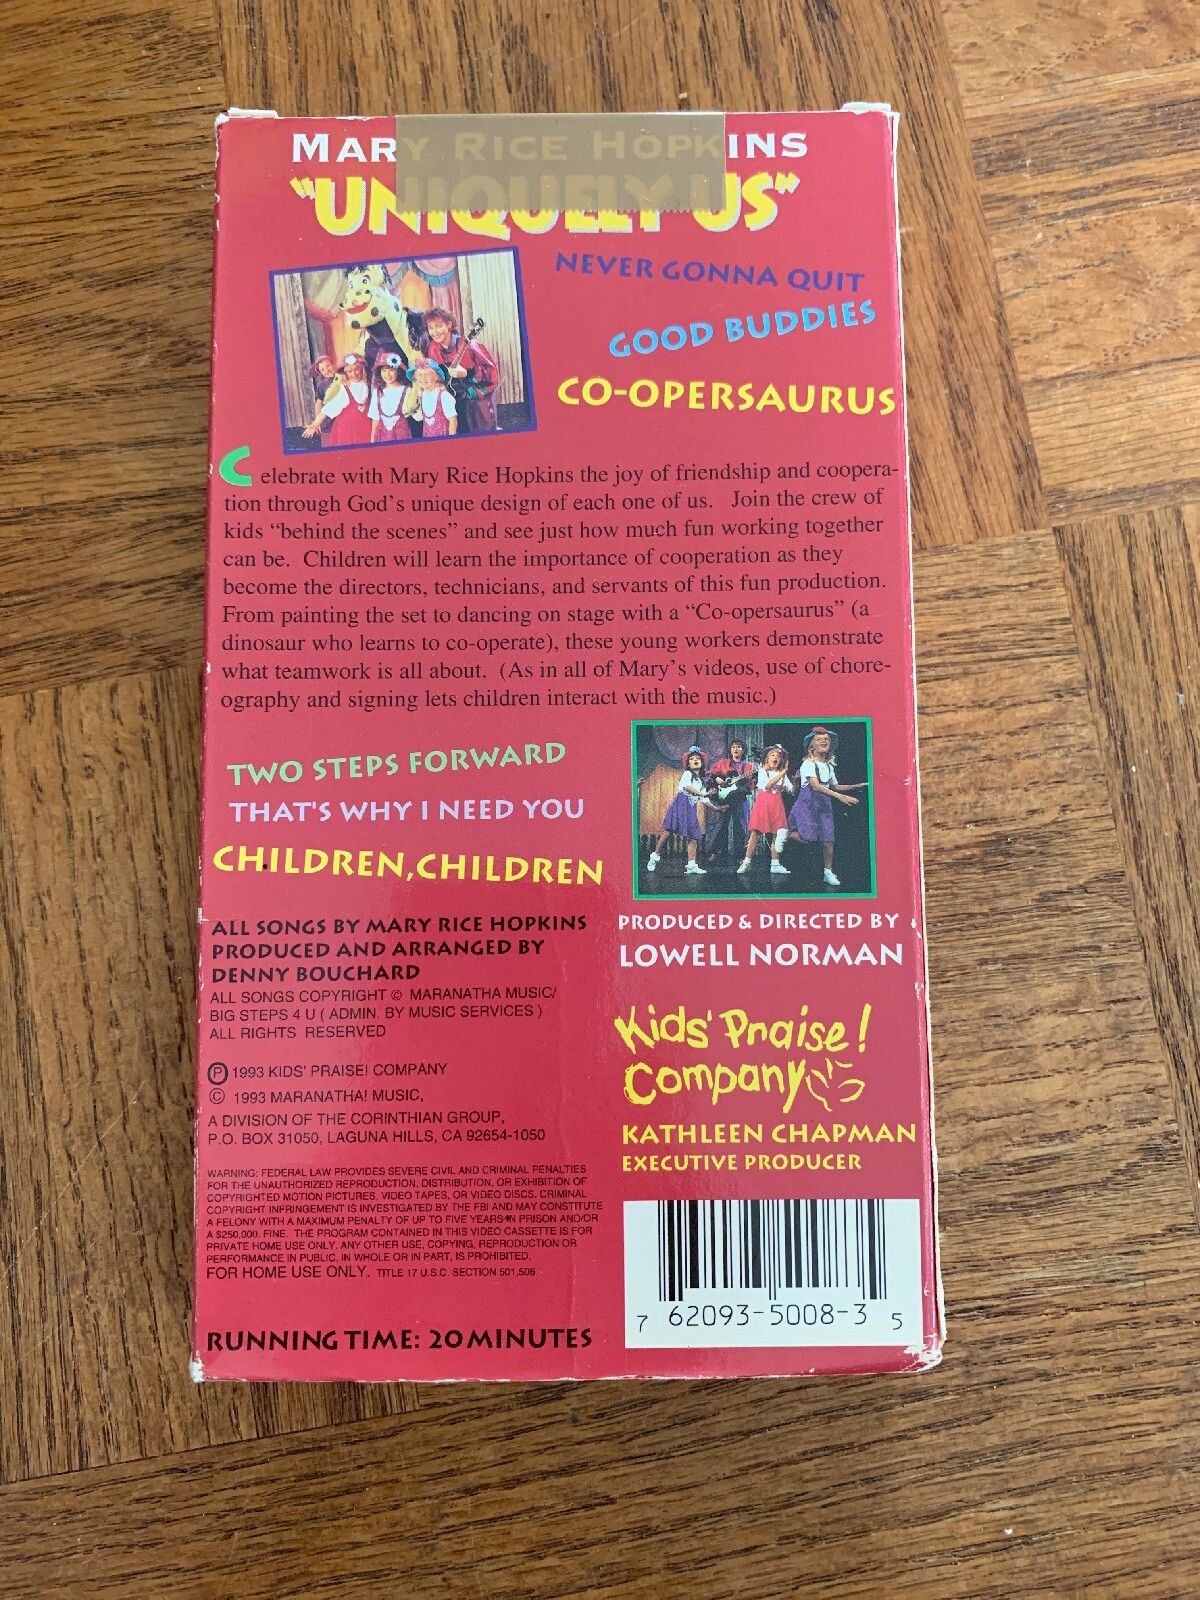 MARY RICE HOPKINS
"UNIQUELY US"
NEVER GONNA QUIT
GOOD BUDDIES
CO-OPERSAURUS
Celebrate with Mary Rice Hopkins the joy of friendship and coopera-
tion through God's unique design of each one of us. Join the crew of
kids "behind the scenes" and see just how much fun working together
can be. Children will learn the importance of cooperation as they
become the directors, technicians, and servants of this fun production.
From painting the set to dancing on stage with a "Co-opersaurus" (a
dinosaur who learns to co-operate), these young workers demonstrate
what teamwork is all about. (As in all of Mary's videos, use of chore-
ography and signing lets children interact with the music.)
TWO STEPS FORWARD
THAT'S WHY I NEED YOU
CHILDREN, CHILDREN
ALL SONGS BY MARY RICE HOPKINS
PRODUCED AND ARRANGED BY
DENNY BOUCHARD
ALL SONGS COPYRIGHT © MARANATHA MUSIC/
BIG STEPS 4 U ( ADMIN. BY MUSIC SERVICES )
ALL RIGHTS RESERVED
Ⓟ 1993 KIDS' PRAISE! COMPANY
© 1993 MARANATHA! MUSIC,
A DIVISION OF THE CORINTHIAN GROUP,
P.O. BOX 31050, LAGUNA HILLS, CA 92654-1050
WARNING: FEDERAL LAW PROVIDES SEVERE CIVIL AND CRIMINAL PENALTIES
FOR THE UNAUTHORIZED REPRODUCTION, DISTRIBUTION, OR EXHIBITION OF
COPYRIGHTED MOTION PICTURES, VIDEO TAPES, OR VIDEO DISCS. CRIMINAL
COPYRIGHT INFRINGEMENT IS INVESTIGATED BY THE FBI AND MAY CONSTITUTE
A FELONY WITH A MAXIMUM PENALTY OF UP TO FIVE YEARS IN PRISON AND/OR
A $250,000. FINE. THE PROGRAM CONTAINED IN THIS VIDEO CASSETTE IS FOR
PRIVATE HOME USE ONLY. ANY OTHER USE, COPYING, REPRODUCTION OR
PERFORMANCE IN PUBLIC, IN WHOLE OR IN PART, IS PROHIBITED.
FOR HOME USE ONLY. TITLE 17 U.S.C. SECTION 501,506
RUNNING TIME: 20 MINUTES
PRODUCED & DIRECTED BY
LOWELL NORMAN
Kids' Praise!
Company
KATHLEEN CHAPMAN
EXECUTIVE PRODUCER
7 62093-5008-3 5